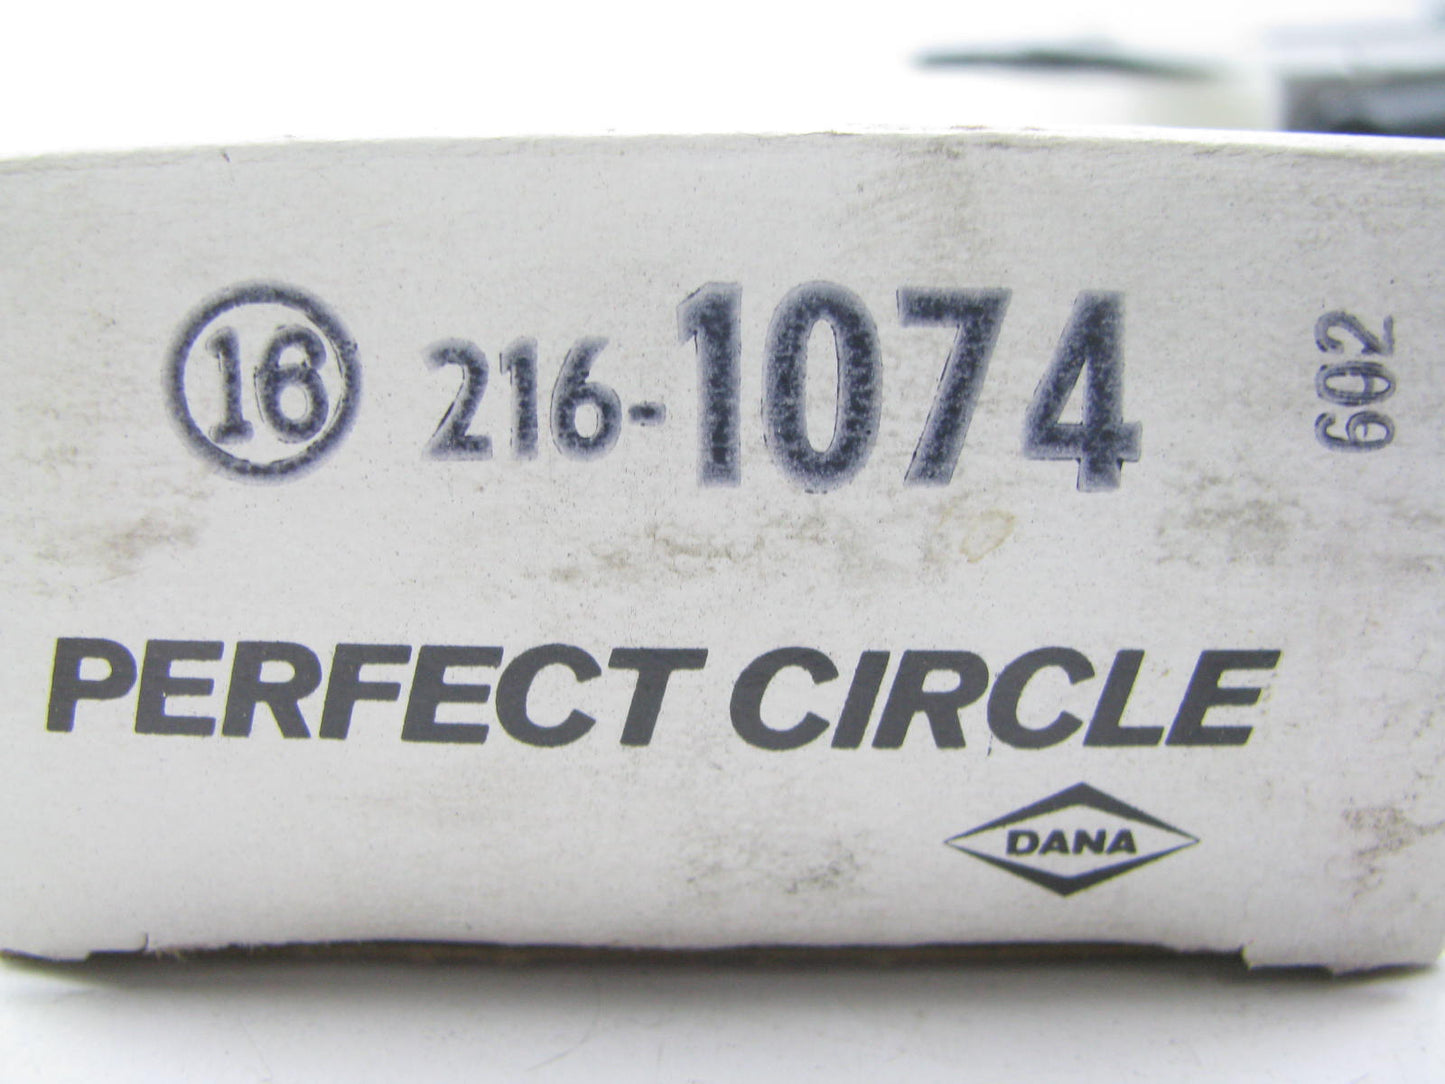 16 216-1074
602
PERFECT CIRCLE
DANA